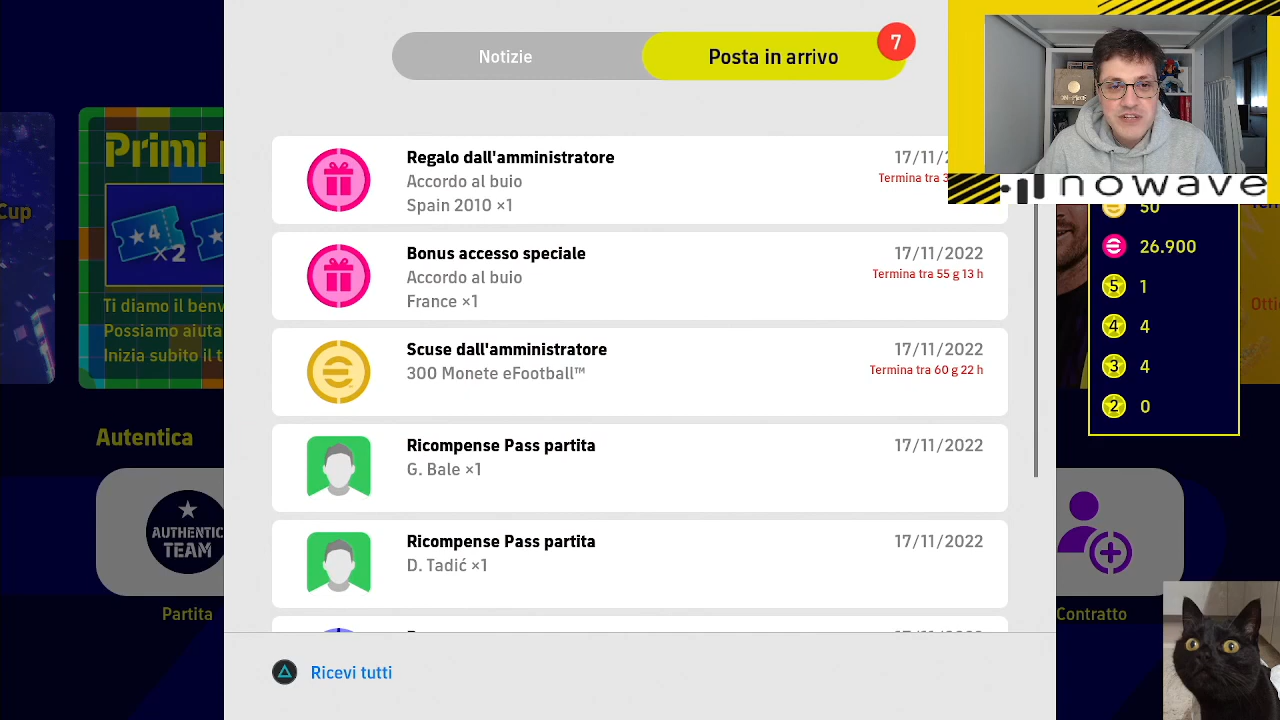 Notizie
Posta in arrivo
7
Regalo dall'amministratore
17/11/
Accordo al buio
Termina tra 3
Spain 2010 ×1
Bonus accesso speciale
17/11/2022
Accordo al buio
Termina tra 55 g 13 h
France ×1
Scuse dall'amministratore
17/11/2022
300 Monete eFootball™
Termina tra 60 g 22 h
Ricompense Pass partita
17/11/2022
G. Bale ×1
Ricompense Pass partita
17/11/2022
D. Tadić ×1
Ricevi tutti
Cup
Primi
★4
×2
Ti diamo il benv
Possiamo aiuta
Inizia subito il t
Autentica
AUTHENTIC
TEAM
Partita
nowave
50
26.900
5 1
4 4
3 4
2 0
Contratto